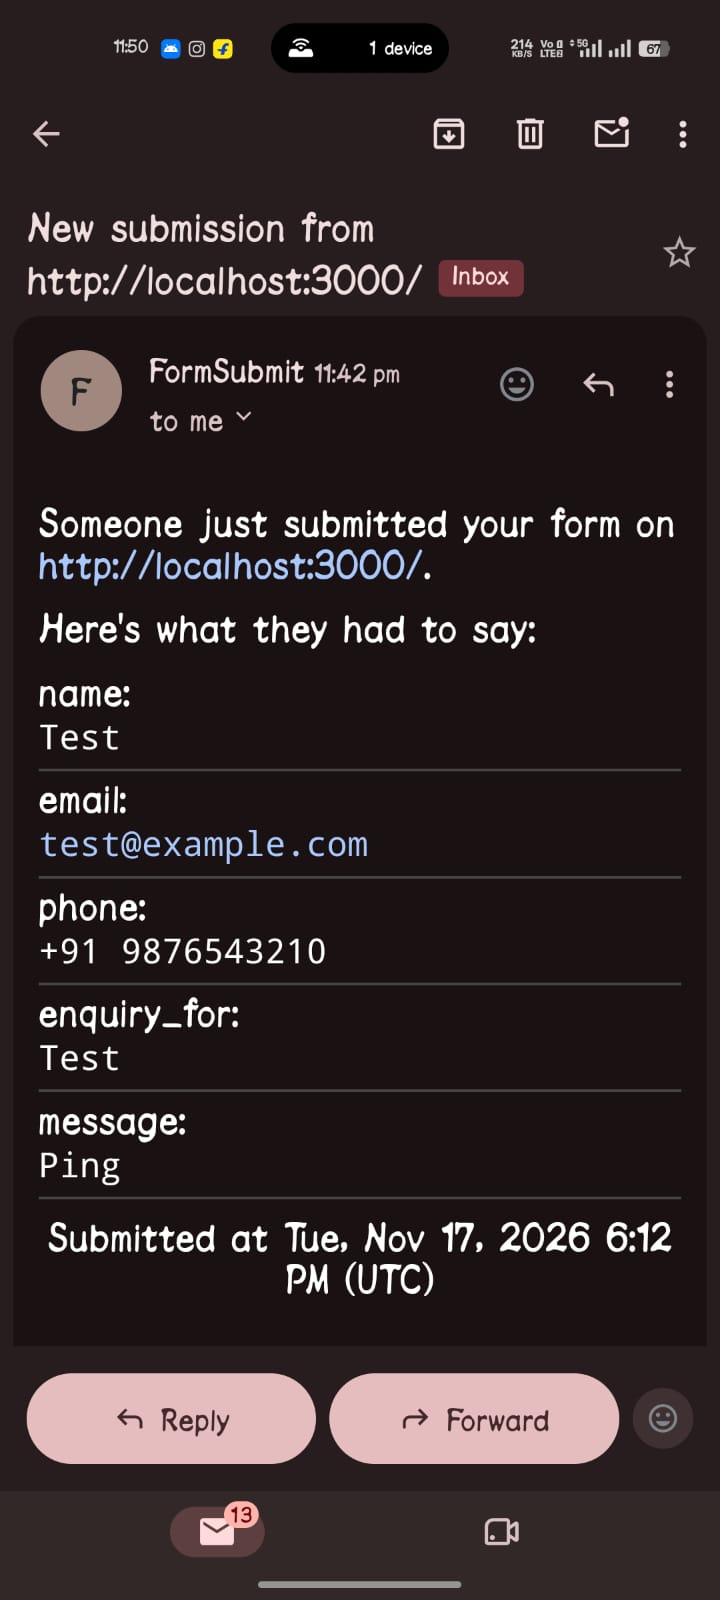 11:50
1 device
214 KB/S
Vo LTE2
5G
67
New submission from
http://localhost:3000/ Inbox
F
FormSubmit 11:42 pm
to me
Someone just submitted your form on
http://localhost:3000/.
Here's what they had to say:
name:
Test
email:
test@example.com
phone:
+91 9876543210
enquiry_for:
Test
message:
Ping
Submitted at Tue, Nov 17, 2026 6:12
PM (UTC)
Reply
Forward
13